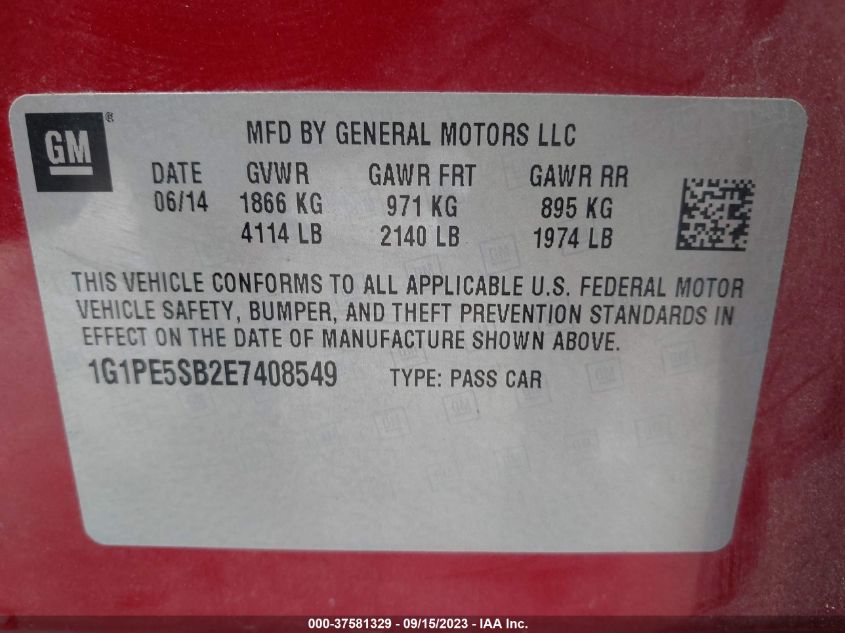 GM®
MFD BY GENERAL MOTORS LLC
DATE GVWR GAWR FRT GAWR RR
06/14 1866 KG 971 KG 895 KG
4114 LB 2140 LB 1974 LB
THIS VEHICLE CONFORMS TO ALL APPLICABLE U.S. FEDERAL MOTOR
VEHICLE SAFETY, BUMPER, AND THEFT PREVENTION STANDARDS IN
EFFECT ON THE DATE OF MANUFACTURE SHOWN ABOVE.
1G1PE5SB2E7408549 TYPE: PASS CAR
000-37581329 - 09/15/2023 - IAA Inc.